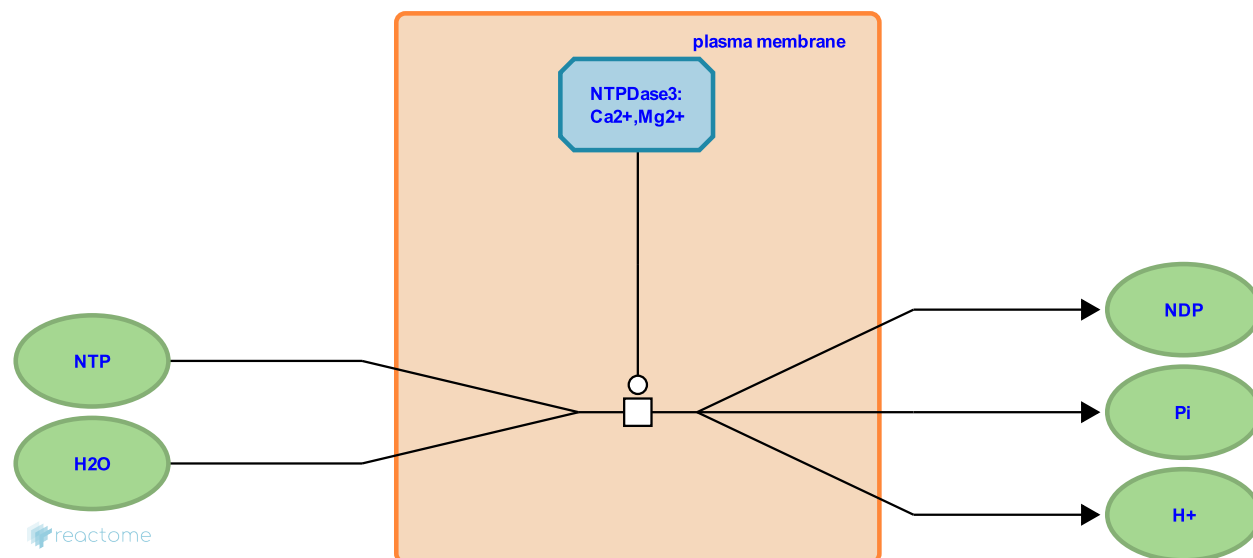 plasma membrane
NTPDase3:
Ca2+,Mg2+
NTP
H2O
NDP
Pi
H+
reactome